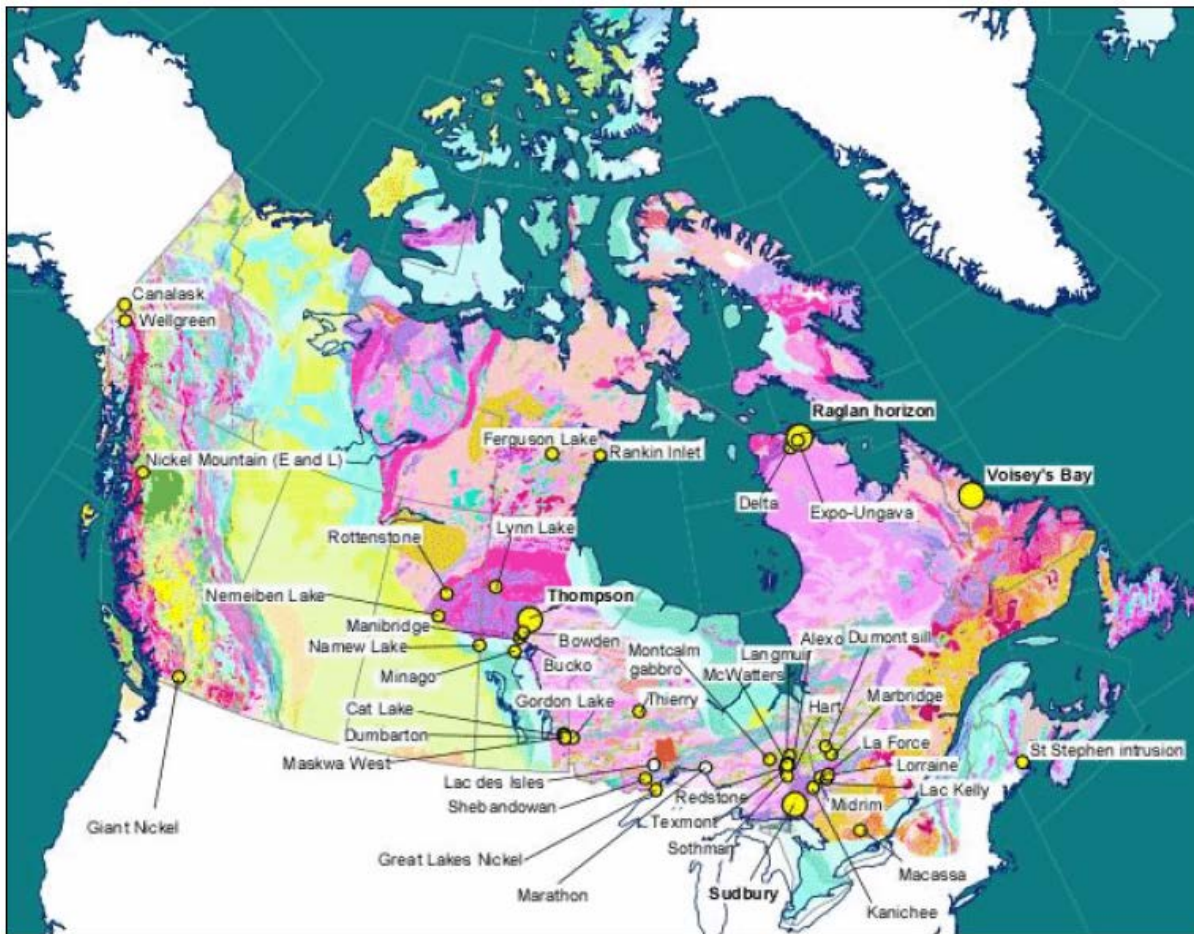 Canalask
Wellgreen
Raglan horizon
Ferguson Lake
Rankin Inlet
Nickel Mountain (E and L)
Voisey's Bay
Delta
Expo-Ungava
Lynn Lake
Rottenstone
Nemeiben Lake
Thompson
Manibridge
Bowden
Alexo
Dumont sill
Langmuir
Namew Lake
Bucko
Montcalm
gabbro
McWatters
Minago
Gordon Lake
Thierry
Hart
Marbridge
Cat Lake
Dumbarton
La Force
St Stephen intrusion
Maskwa West
Lorraine
Lac des Isles
Lac Kelly
Shebandowan
Redstone
Midrim
Texmont
Giant Nickel
Sothman
Great Lakes Nickel
Macassa
Marathon
Sudbury
Kanichee